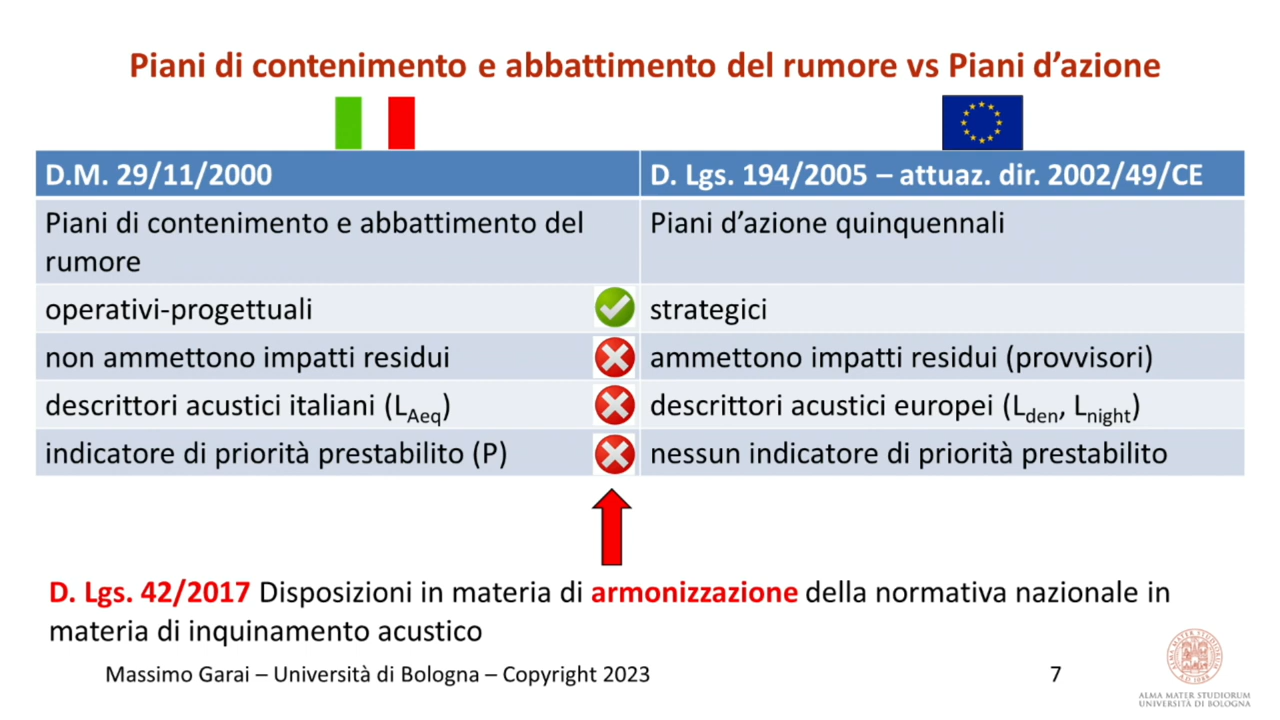 Piani di contenimento e abbattimento del rumore vs Piani d’azione
D.M. 29/11/2000
D. Lgs. 194/2005 – attuaz. dir. 2002/49/CE
Piani di contenimento e abbattimento del
rumore
Piani d’azione quinquennali
operativi-progettuali
strategici
non ammettono impatti residui
ammettono impatti residui (provvisori)
descrittori acustici italiani (LAeq)
descrittori acustici europei (Lden, Lnight)
indicatore di priorità prestabilito (P)
nessun indicatore di priorità prestabilito
D. Lgs. 42/2017 Disposizioni in materia di armonizzazione della normativa nazionale in
materia di inquinamento acustico
Massimo Garai – Università di Bologna – Copyright 2023
7
ALMA MATER STUDIORUM
UNIVERSITÀ DI BOLOGNA